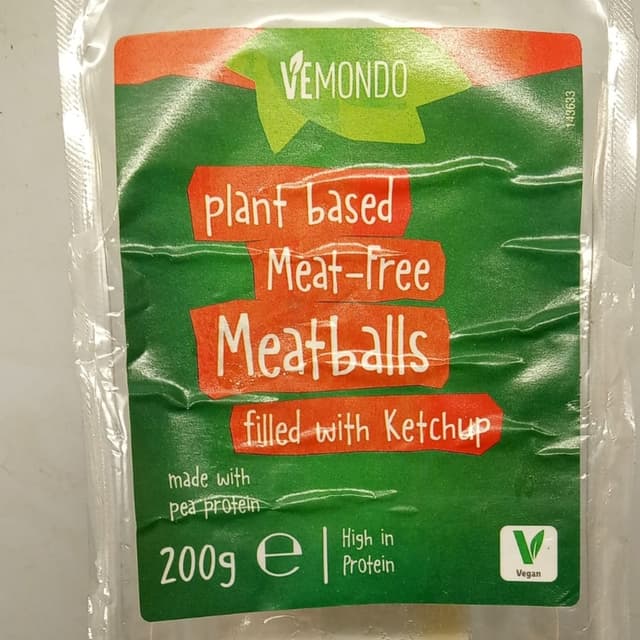 VEMONDO
143633
plant based
Meat-Free
Meatballs
filled with Ketchup
made with
pea protein
200g e
High in
Protein
V
Vegan